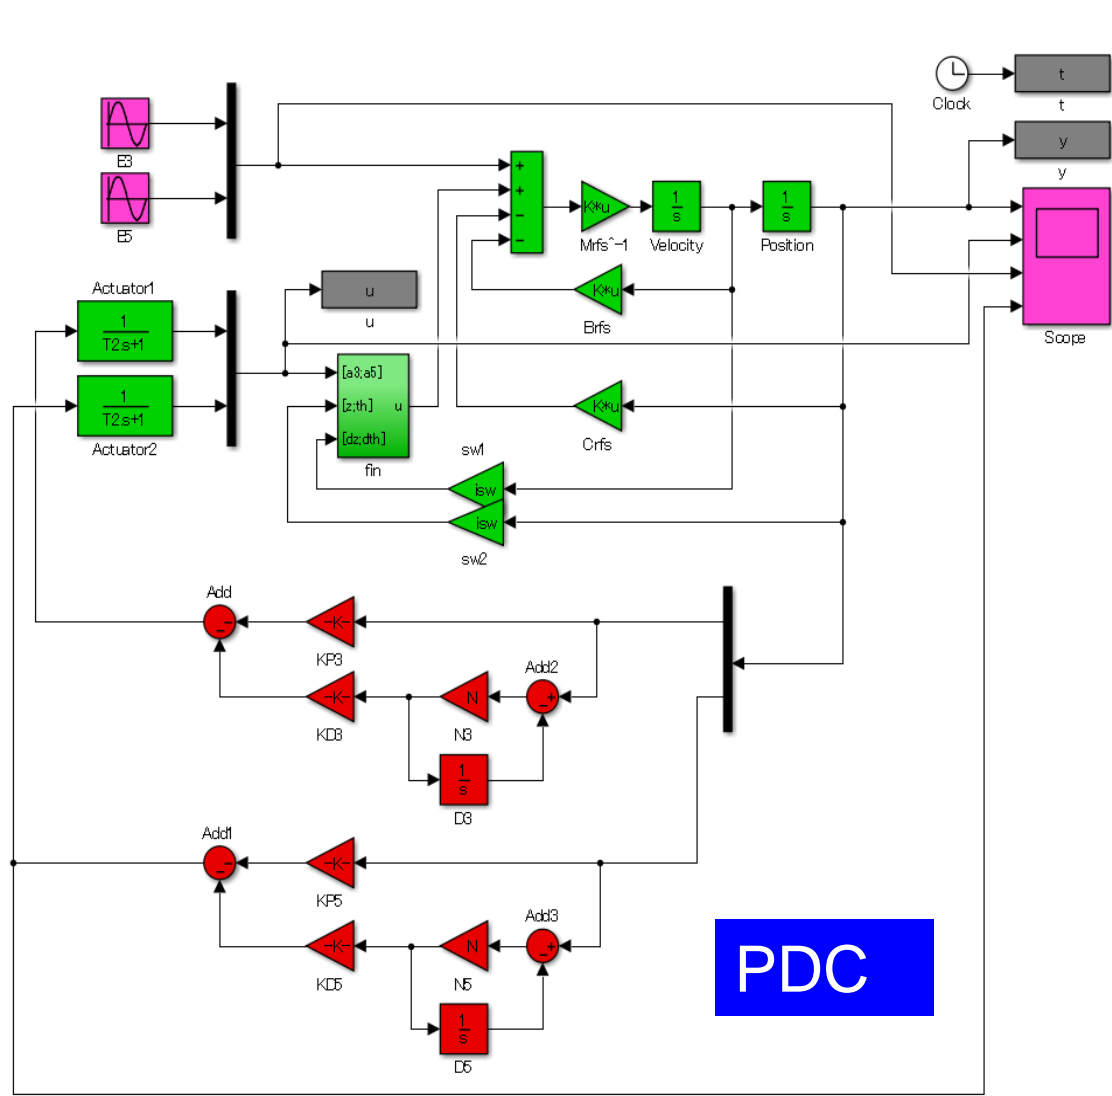 Clock
t
t
y
y
E3
E5
+
+
−
−
K*u
Mrfs^-1
1
s
Velocity
1
s
Position
Scope
K*u
Brfs
u
u
Actuator1
1
T2.s+1
1
T2.s+1
Actuator2
[a3;a5]
[z;th]
u
[dz;dth]
fin
K*u
Crfs
sw1
isw
isw
sw2
Add
−
−
-K-
KP3
-K-
KD3
N
N3
Add2
+
−
1
s
D3
Add1
−
−
-K-
KP5
-K-
KD5
N
N5
Add3
+
−
1
s
D5
PDC